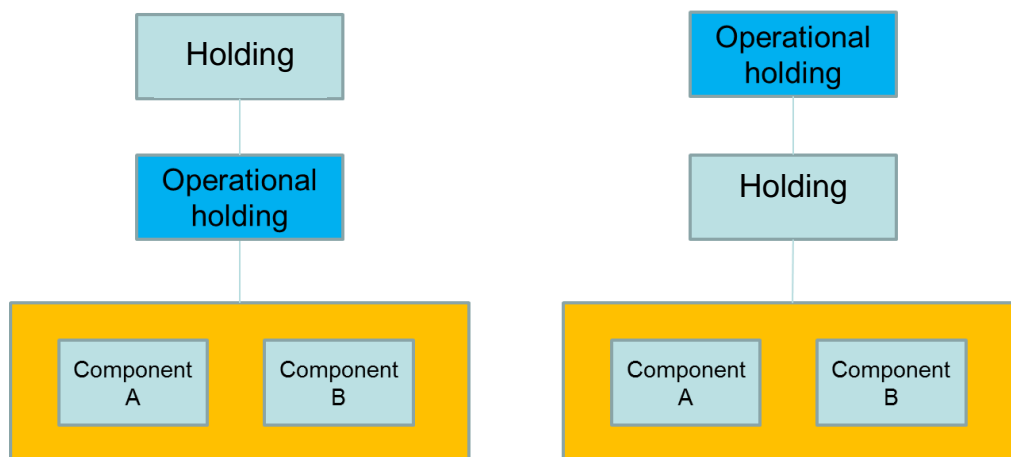 Holding
Operational
holding
Component
A
Component
B
Operational
holding
Holding
Component
A
Component
B